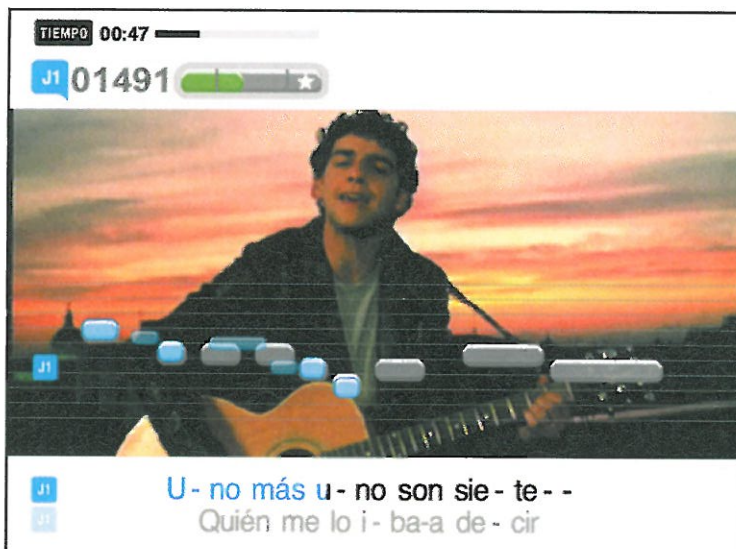 TIEMPO 00:47
J1 01491
J1
J1 U - no más u - no son sie - te - -
J1 Quién me lo i - ba-a de - cir